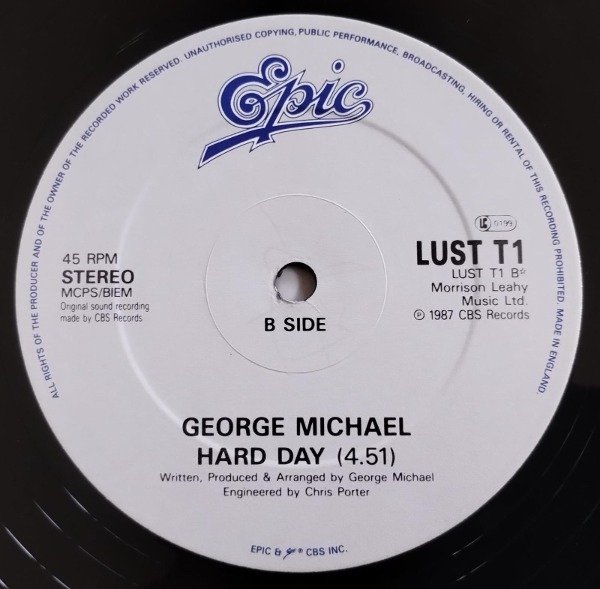 ALL RIGHTS OF THE PRODUCER AND OF THE OWNER OF THE RECORDED WORK RESERVED. UNAUTHORISED COPYING, PUBLIC PERFORMANCE, BROADCASTING, HIRING OR RENTAL OF THIS RECORDING PROHIBITED. MADE IN ENGLAND.
Epic
45 RPM
STEREO
MCPS/BIEM
Original sound recording
made by CBS Records
LC 0199
LUST T1
LUST T1 B☆
Morrison Leahy
Music Ltd.
℗ 1987 CBS Records
B SIDE
GEORGE MICHAEL
HARD DAY (4.51)
Written, Produced & Arranged by George Michael
Engineered by Chris Porter
EPIC & ® CBS INC.